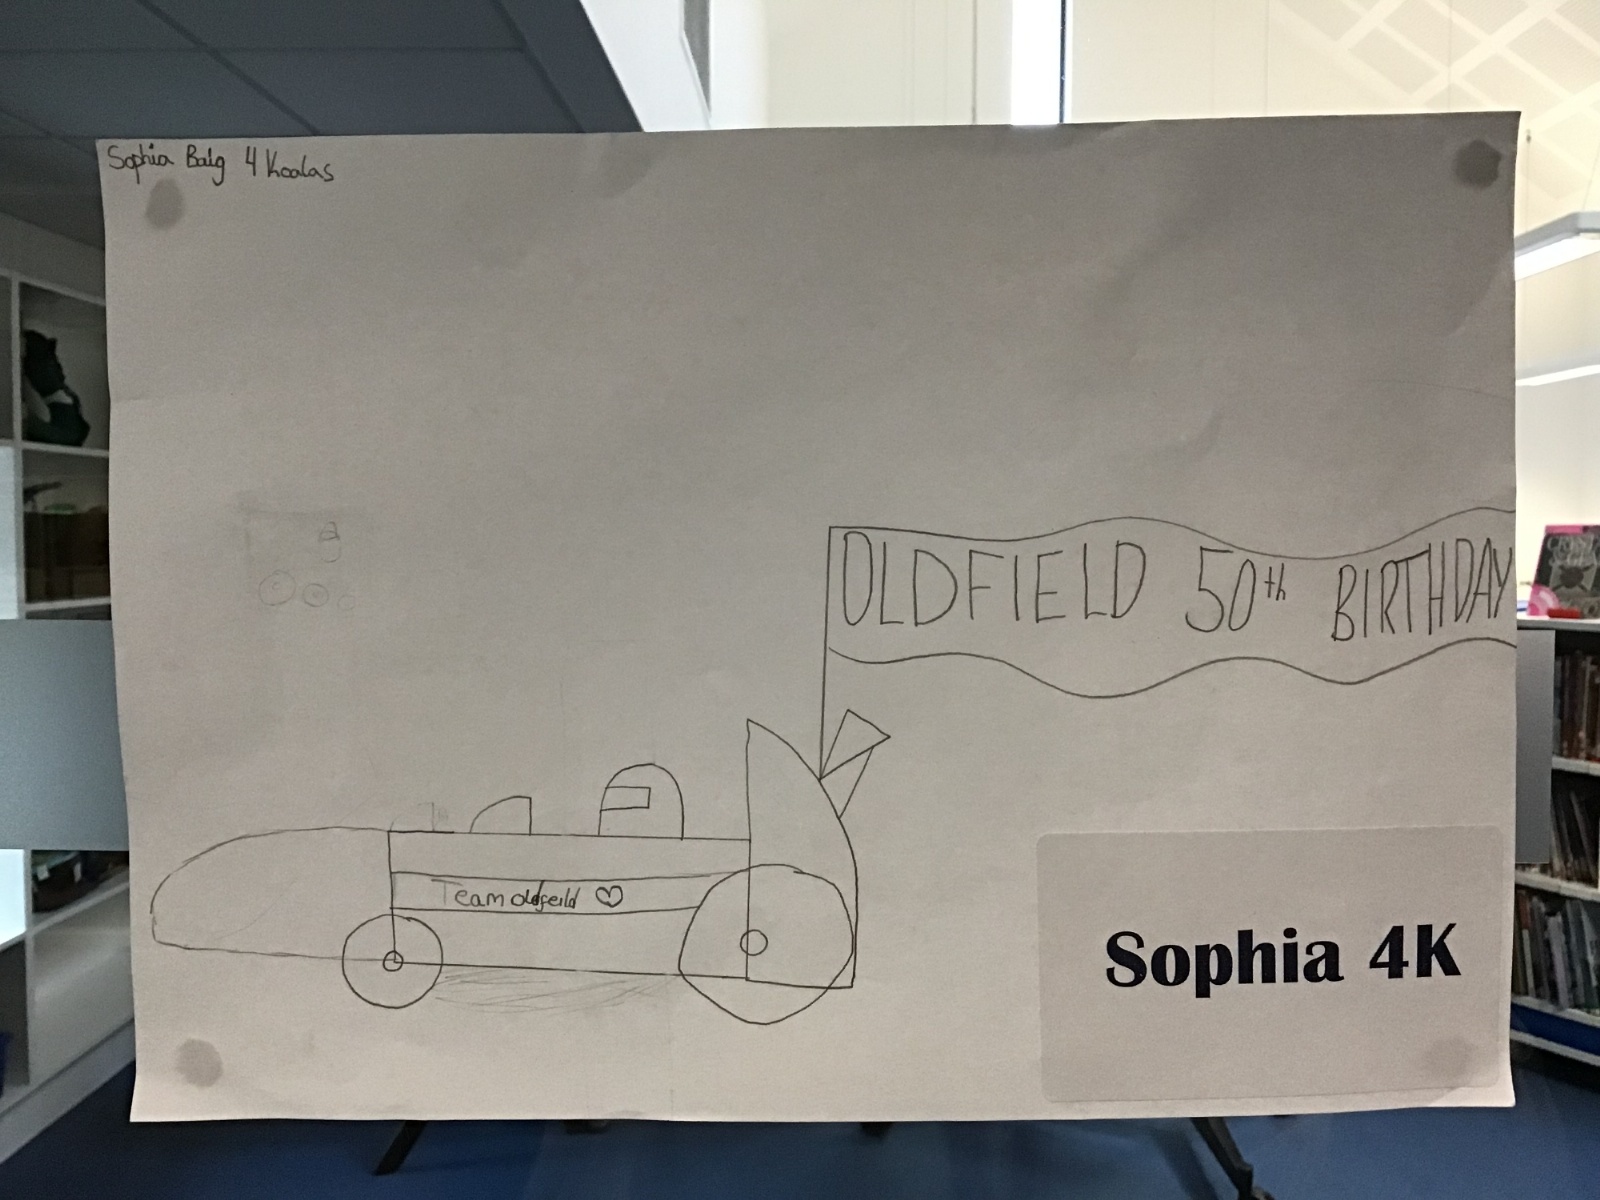 Sophia Balg 4 Koalas
OLDFIELD 50th BIRTHDAY
Team oldfeild
Sophia 4K